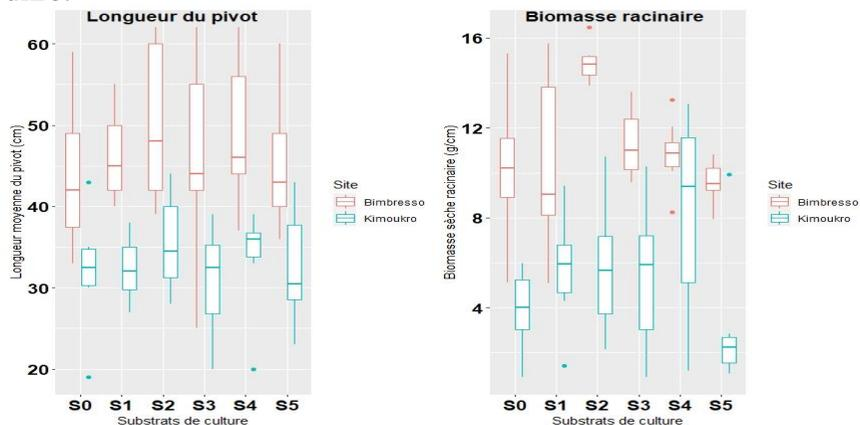 Longueur du pivot
60
50
40
30
20
Longueur moyenne du pivot (cm)
S0 S1 S2 S3 S4 S5
Substrats de culture
Site
Bimbresso
Kimoukro
Biomasse racinaire
16
12
8
4
Biomasse sèche racinaire (g/cm)
S0 S1 S2 S3 S4 S5
Substrats de culture
Site
Bimbresso
Kimoukro